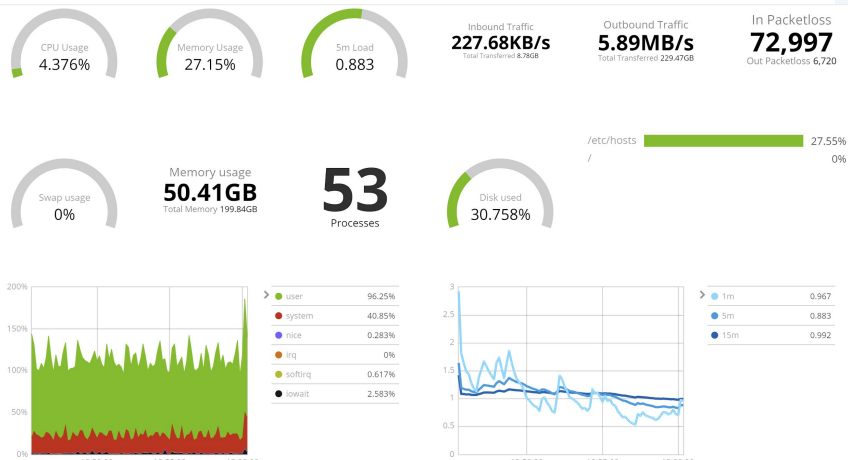 CPU Usage
4.376%
Memory Usage
27.15%
5m Load
0.883
Inbound Traffic
227.68KB/s
Total Transferred 8.78GB
Outbound Traffic
5.89MB/s
Total Transferred 229.47GB
In Packetloss
72,997
Out Packetloss 6,720
Swap usage
0%
Memory usage
50.41GB
Total Memory 199.84GB
53
Processes
Disk used
30.758%
/etc/hosts 27.55%
/ 0%
200%
150%
100%
50%
0%
user 96.25%
system 40.85%
nice 0.283%
irq 0%
softirq 0.617%
iowait 2.583%
3
2.5
2
1.5
1
0.5
0
1m 0.967
5m 0.883
15m 0.992